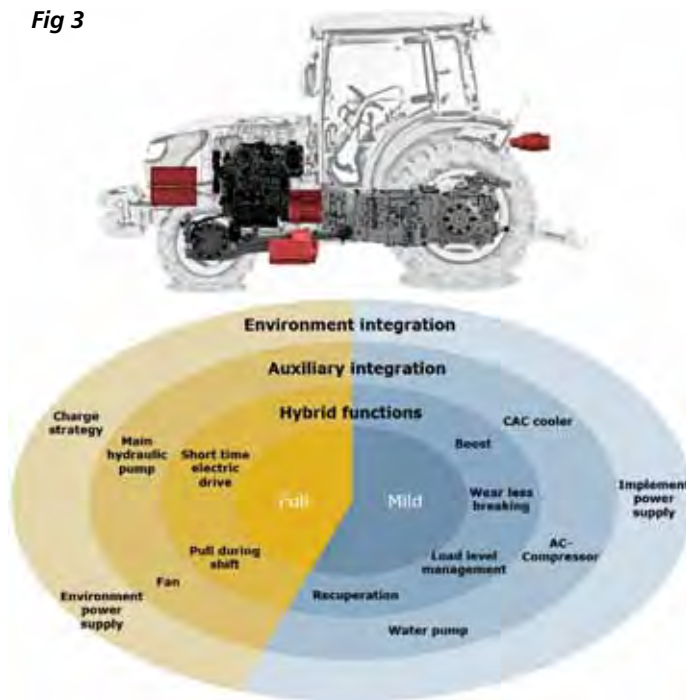 Fig 3
Environment integration
Auxiliary integration
Hybrid functions
Charge
strategy
Main
hydraulic
pump
Short time
electric
drive
Full
Mild
Boost
CAC cooler
Wear less
breaking
Implement
power
supply
Pull during
shift
Load level
management
AC-
Compressor
Fan
Environment
power
supply
Recuperation
Water pump